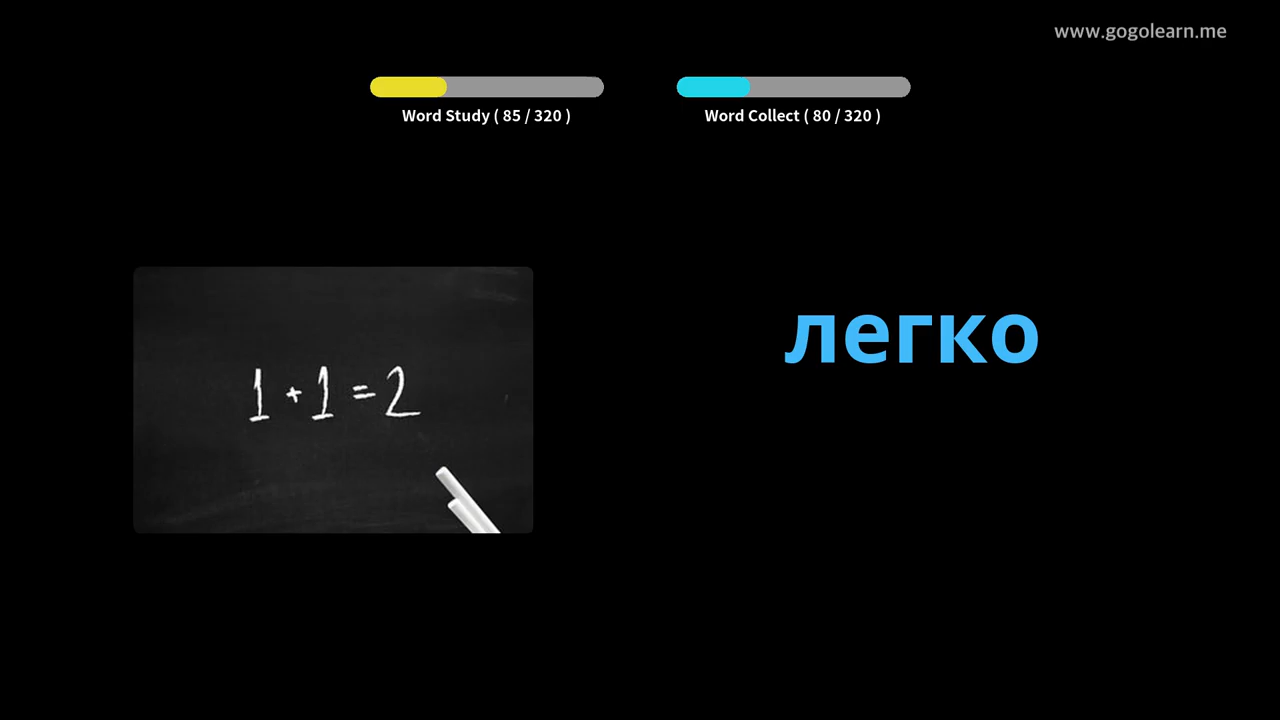 www.gogolearn.me
Word Study ( 85 / 320 )
Word Collect ( 80 / 320 )
легко
1 + 1 = 2